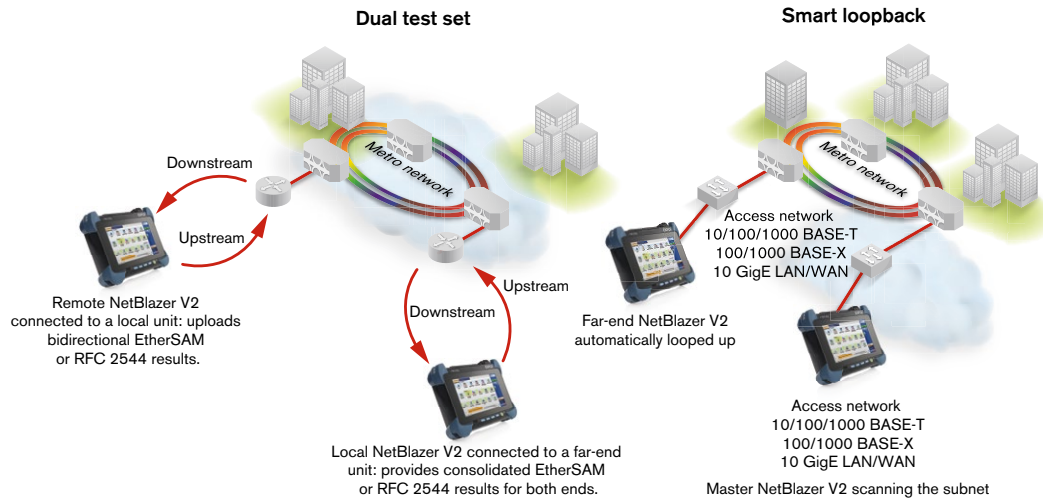 Dual test set
Metro network
Downstream
Upstream
Remote NetBlazer V2
connected to a local unit: uploads
bidirectional EtherSAM
or RFC 2544 results.
Downstream
Upstream
Local NetBlazer V2 connected to a far-end
unit: provides consolidated EtherSAM
or RFC 2544 results for both ends.
Smart loopback
Metro network
Access network
10/100/1000 BASE-T
100/1000 BASE-X
10 GigE LAN/WAN
Far-end NetBlazer V2
automatically looped up
Access network
10/100/1000 BASE-T
100/1000 BASE-X
10 GigE LAN/WAN
Master NetBlazer V2 scanning the subnet